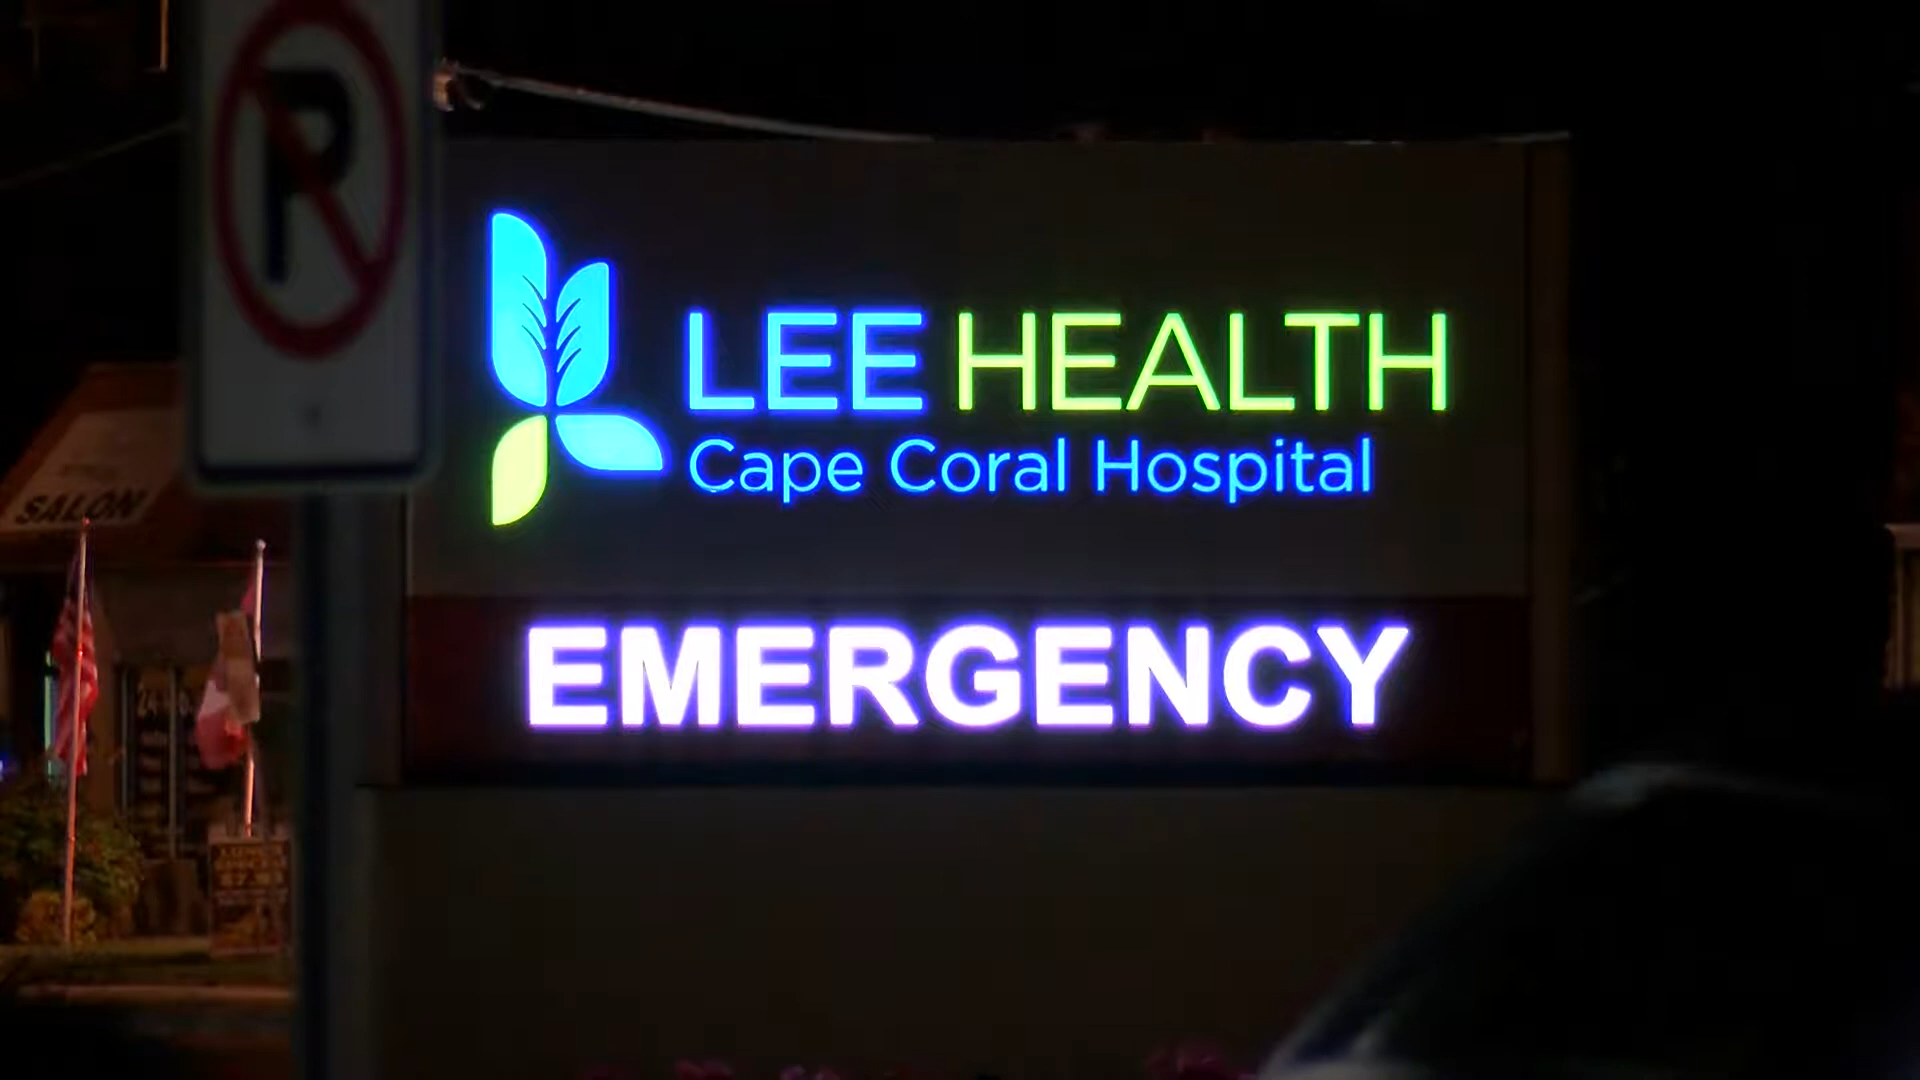 P
LEE HEALTH
Cape Coral Hospital
EMERGENCY
SALON